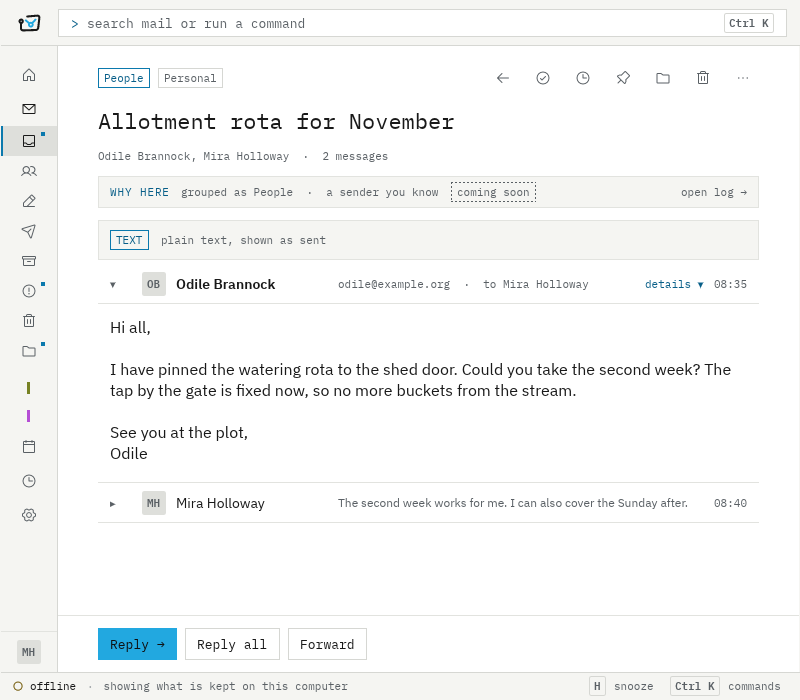 > search mail or run a command Ctrl K
People Personal
Allotment rota for November
Odile Brannock, Mira Holloway · 2 messages
WHY HERE grouped as People · a sender you know coming soon open log →
TEXT plain text, shown as sent
▾ OB Odile Brannock odile@example.org · to Mira Holloway details ▾ 08:35
Hi all,
I have pinned the watering rota to the shed door. Could you take the second week? The
tap by the gate is fixed now, so no more buckets from the stream.
See you at the plot,
Odile
▸ MH Mira Holloway The second week works for me. I can also cover the Sunday after. 08:40
Reply → Reply all Forward
MH
offline · showing what is kept on this computer H snooze Ctrl K commands